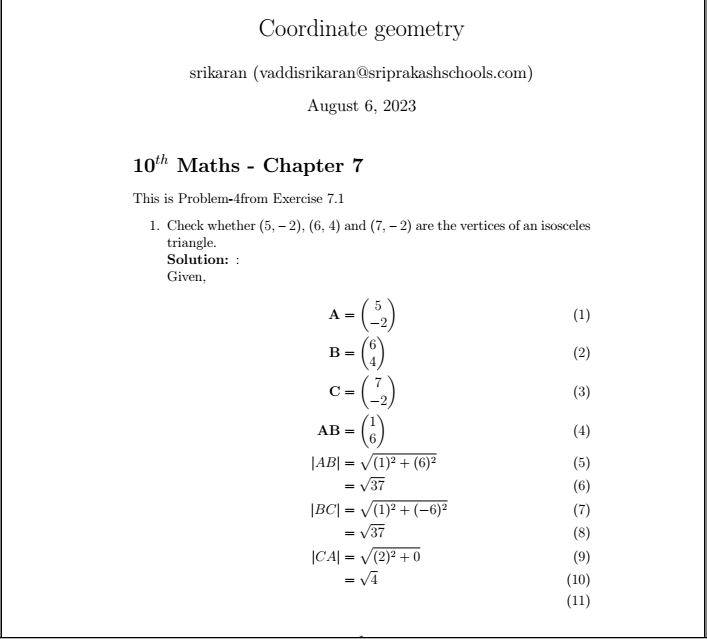 Coordinate geometry
srikaran (vaddisrikaran@sriprakashschools.com)
August 6, 2023
10^{th} Maths - Chapter 7
This is Problem-4from Exercise 7.1
1. Check whether (5, – 2), (6, 4) and (7, – 2) are the vertices of an isosceles
triangle.
Solution: :
Given,
A = \begin{pmatrix} 5 \\ -2 \end{pmatrix} (1)
B = \begin{pmatrix} 6 \\ 4 \end{pmatrix} (2)
C = \begin{pmatrix} 7 \\ -2 \end{pmatrix} (3)
AB = \begin{pmatrix} 1 \\ 6 \end{pmatrix} (4)
|AB| = \sqrt{(1)^2 + (6)^2} (5)
= \sqrt{37} (6)
|BC| = \sqrt{(1)^2 + (-6)^2} (7)
= \sqrt{37} (8)
|CA| = \sqrt{(2)^2 + 0} (9)
= \sqrt{4} (10)
(11)